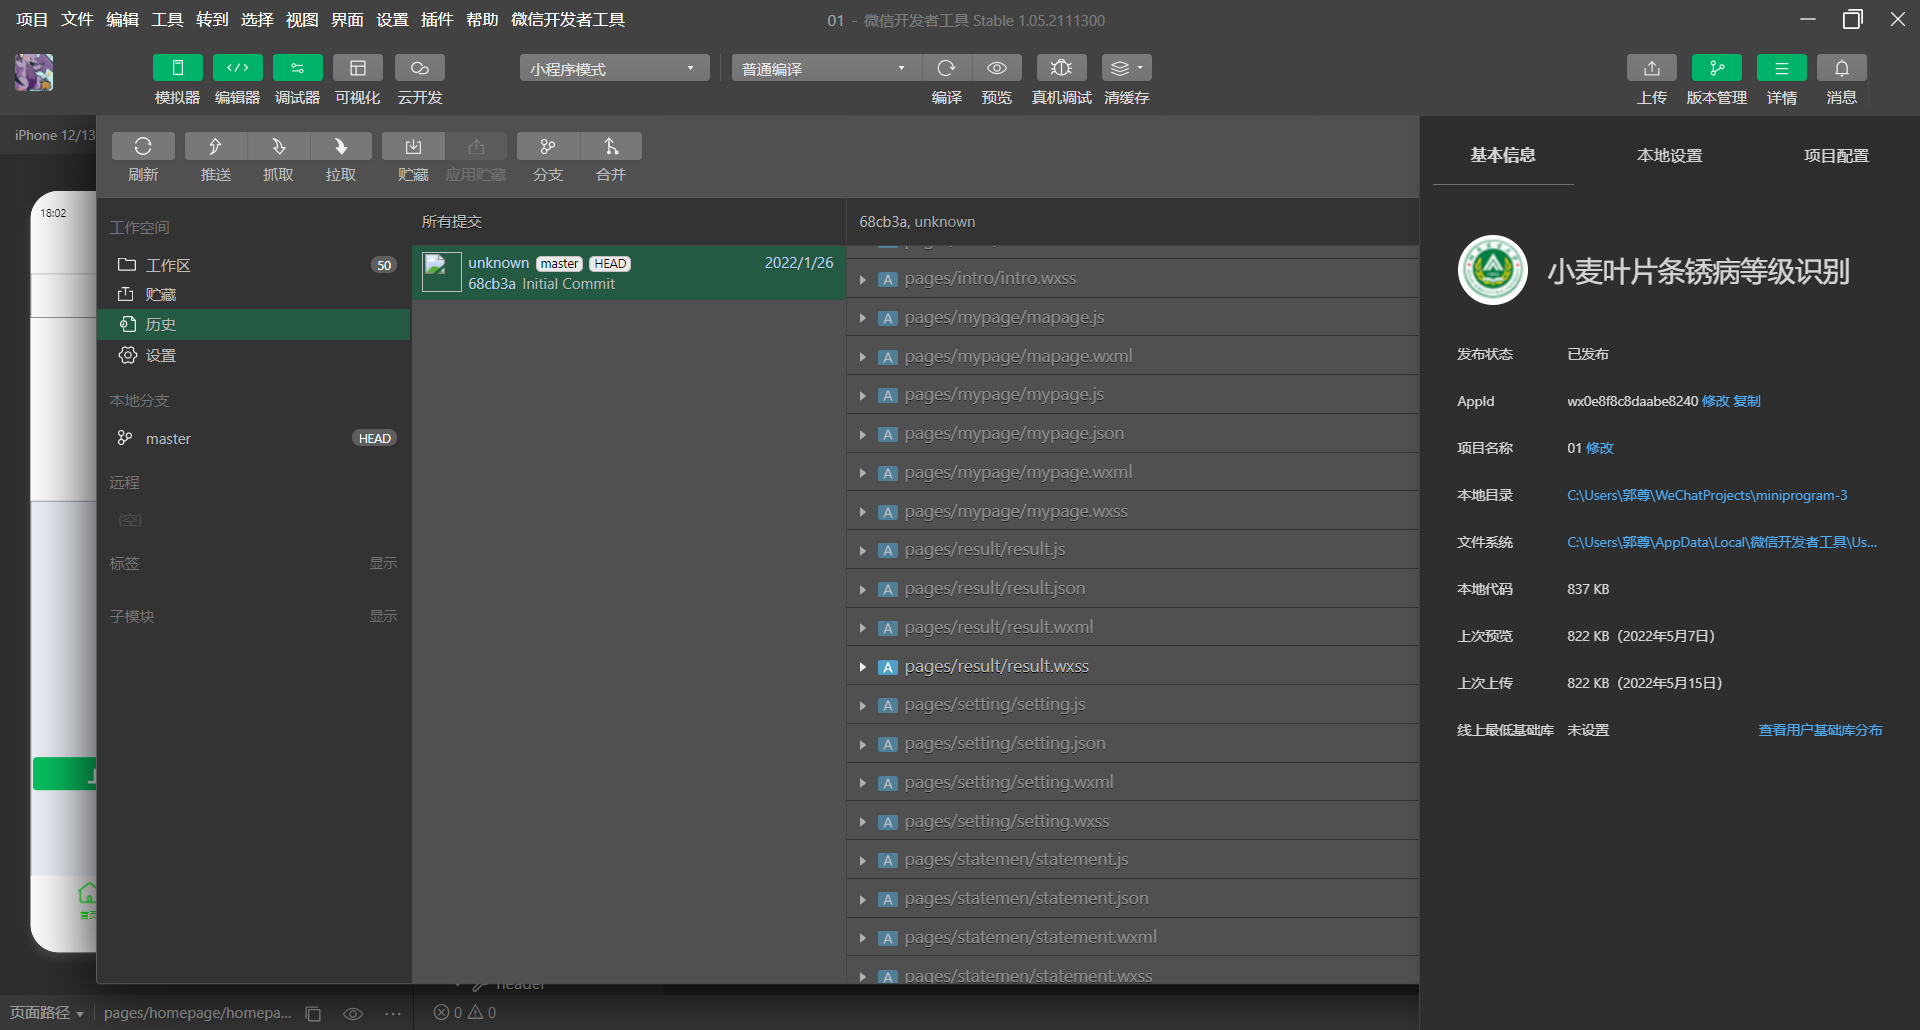 项目 文件 编辑 工具 转到 选择 视图 界面 设置 插件 帮助 微信开发者工具
01 - 微信开发者工具 Stable 1.05.2111300
小程序模式
普通编译
模拟器 编辑器 调试器 可视化 云开发
编译 预览 真机调试 清缓存
上传 版本管理 详情 消息
iPhone 12/13
18:02
刷新 推送 抓取 拉取 贮藏 应用贮藏 分支 合并
工作空间
工作区 50
贮藏
历史
设置
本地分支
master HEAD
远程
(空)
标签 显示
子模块 显示
所有提交
unknown master HEAD 2022/1/26
68cb3a Initial Commit
68cb3a, unknown
A pages/intro/intro.wxss
A pages/mypage/mapage.js
A pages/mypage/mapage.wxml
A pages/mypage/mypage.js
A pages/mypage/mypage.json
A pages/mypage/mypage.wxml
A pages/mypage/mypage.wxss
A pages/result/result.js
A pages/result/result.json
A pages/result/result.wxml
A pages/result/result.wxss
A pages/setting/setting.js
A pages/setting/setting.json
A pages/setting/setting.wxml
A pages/setting/setting.wxss
A pages/statemen/statement.js
A pages/statemen/statement.json
A pages/statemen/statement.wxml
A pages/statemen/statement.wxss
基本信息 本地设置 项目配置
小麦叶片条锈病等级识别
发布状态 已发布
AppId wx0e8f8c8daabe8240 修改 复制
项目名称 01 修改
本地目录 C:\Users\郭尊\WeChatProjects\miniprogram-3
文件系统 C:\Users\郭尊\AppData\Local\微信开发者工具\Us...
本地代码 837 KB
上次预览 822 KB（2022年5月7日）
上次上传 822 KB（2022年5月15日）
线上最低基础库 未设置 查看用户基础库分布
header
页面路径 pages/homepage/homepa... ... 0 0